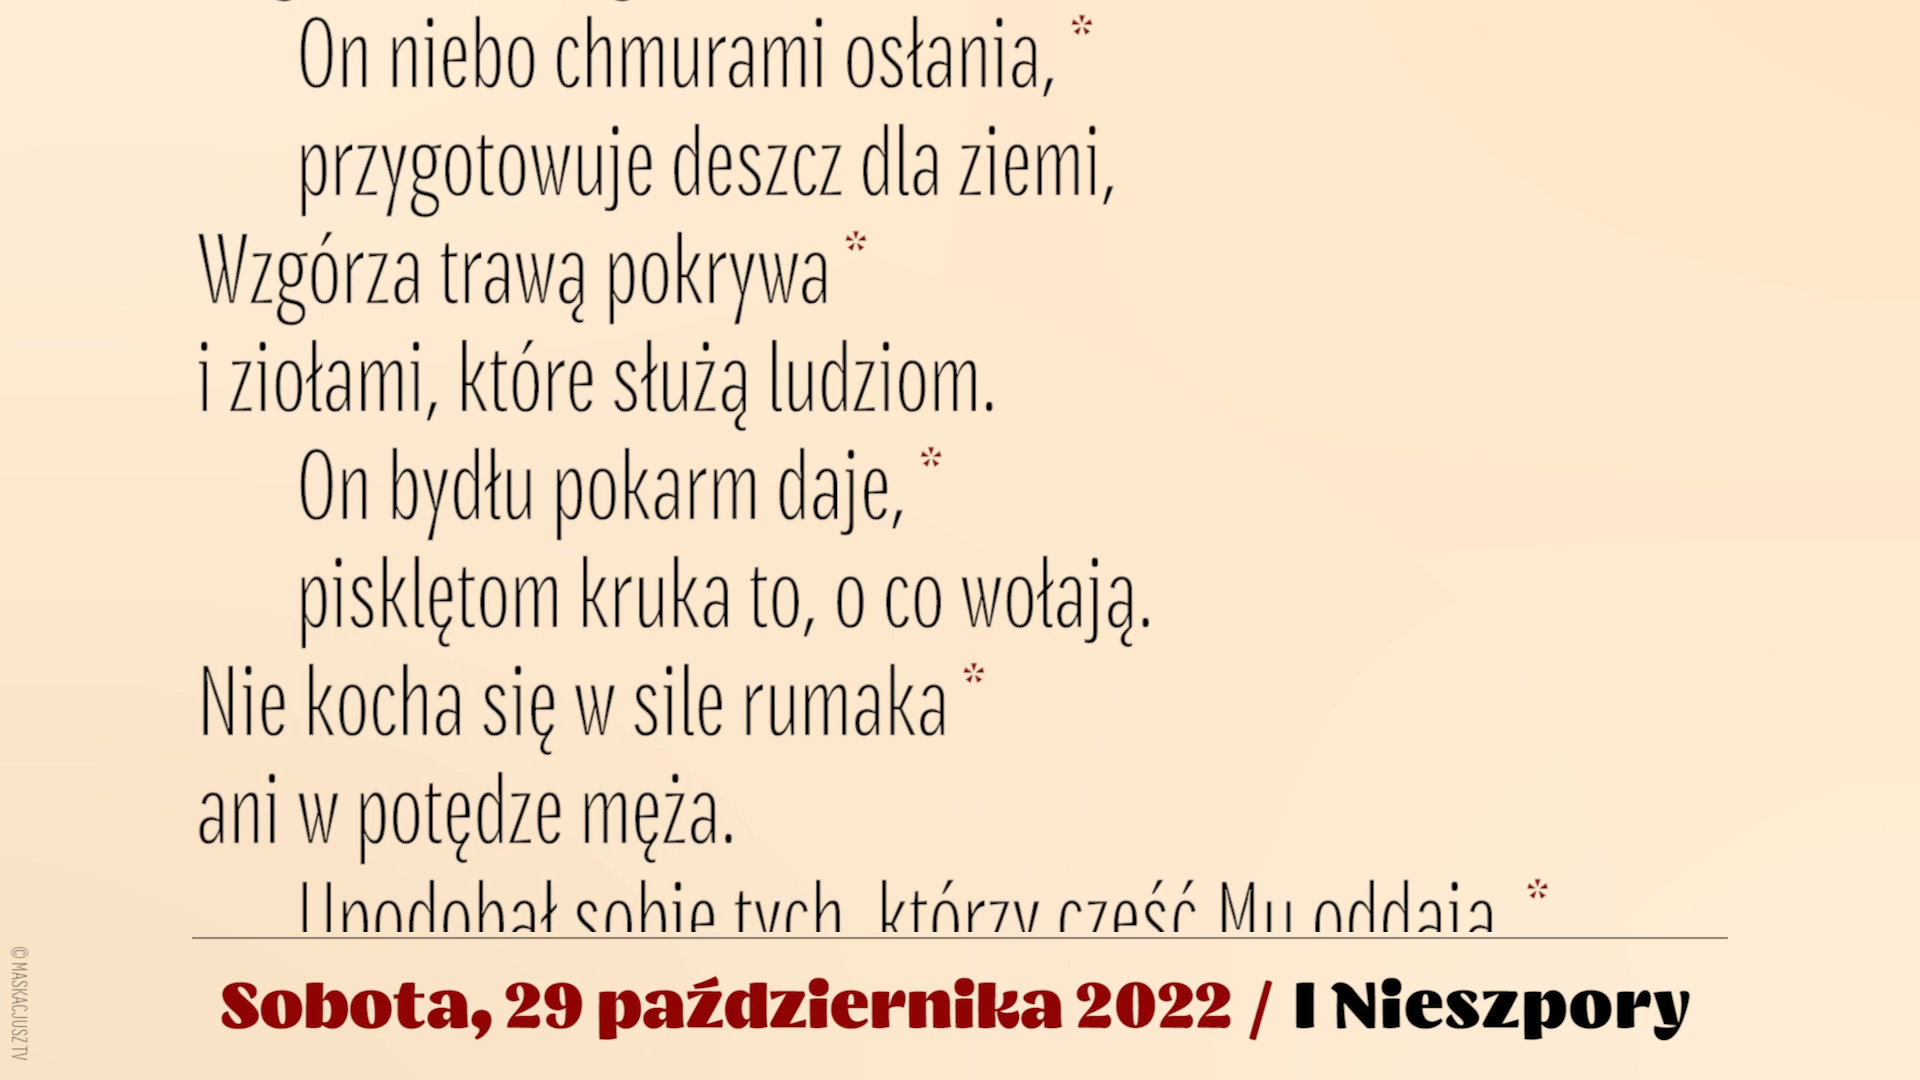 On niebo chmurami osłania, *
przygotowuje deszcz dla ziemi,
Wzgórza trawą pokrywa *
i ziołami, które służą ludziom.
On bydłu pokarm daje, *
pisklętom kruka to, o co wołają.
Nie kocha się w sile rumaka *
ani w potędze męża.
Upodobał sobie tych, którzy cześć Mu oddają, *
Sobota, 29 października 2022 / I Nieszpory
© MASKACJUSZ TV